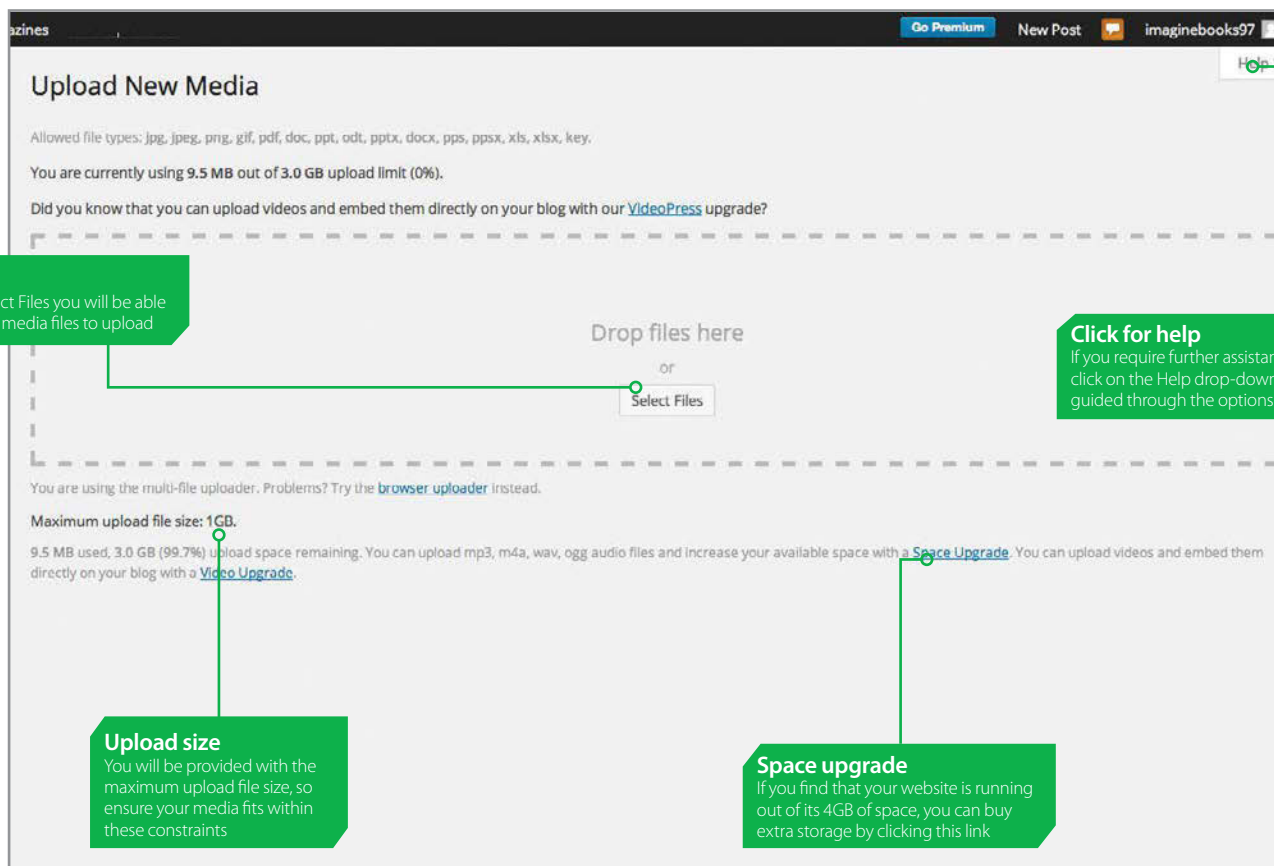 azines
Go Premium New Post imaginebooks97
Help
Upload New Media
Allowed file types: jpg, jpeg, png, gif, pdf, doc, ppt, odt, pptx, docx, pps, ppsx, xls, xlsx, key.
You are currently using 9.5 MB out of 3.0 GB upload limit (0%).
Did you know that you can upload videos and embed them directly on your blog with our VideoPress upgrade?
ct Files you will be able
media files to upload
Drop files here
or
Select Files
Click for help
If you require further assistan
click on the Help drop-down
guided through the options
You are using the multi-file uploader. Problems? Try the browser uploader instead.
Maximum upload file size: 1GB.
9.5 MB used, 3.0 GB (99.7%) upload space remaining. You can upload mp3, m4a, wav, ogg audio files and increase your available space with a Space Upgrade. You can upload videos and embed them
directly on your blog with a Video Upgrade.
Upload size
You will be provided with the
maximum upload file size, so
ensure your media fits within
these constraints
Space upgrade
If you find that your website is running
out of its 4GB of space, you can buy
extra storage by clicking this link